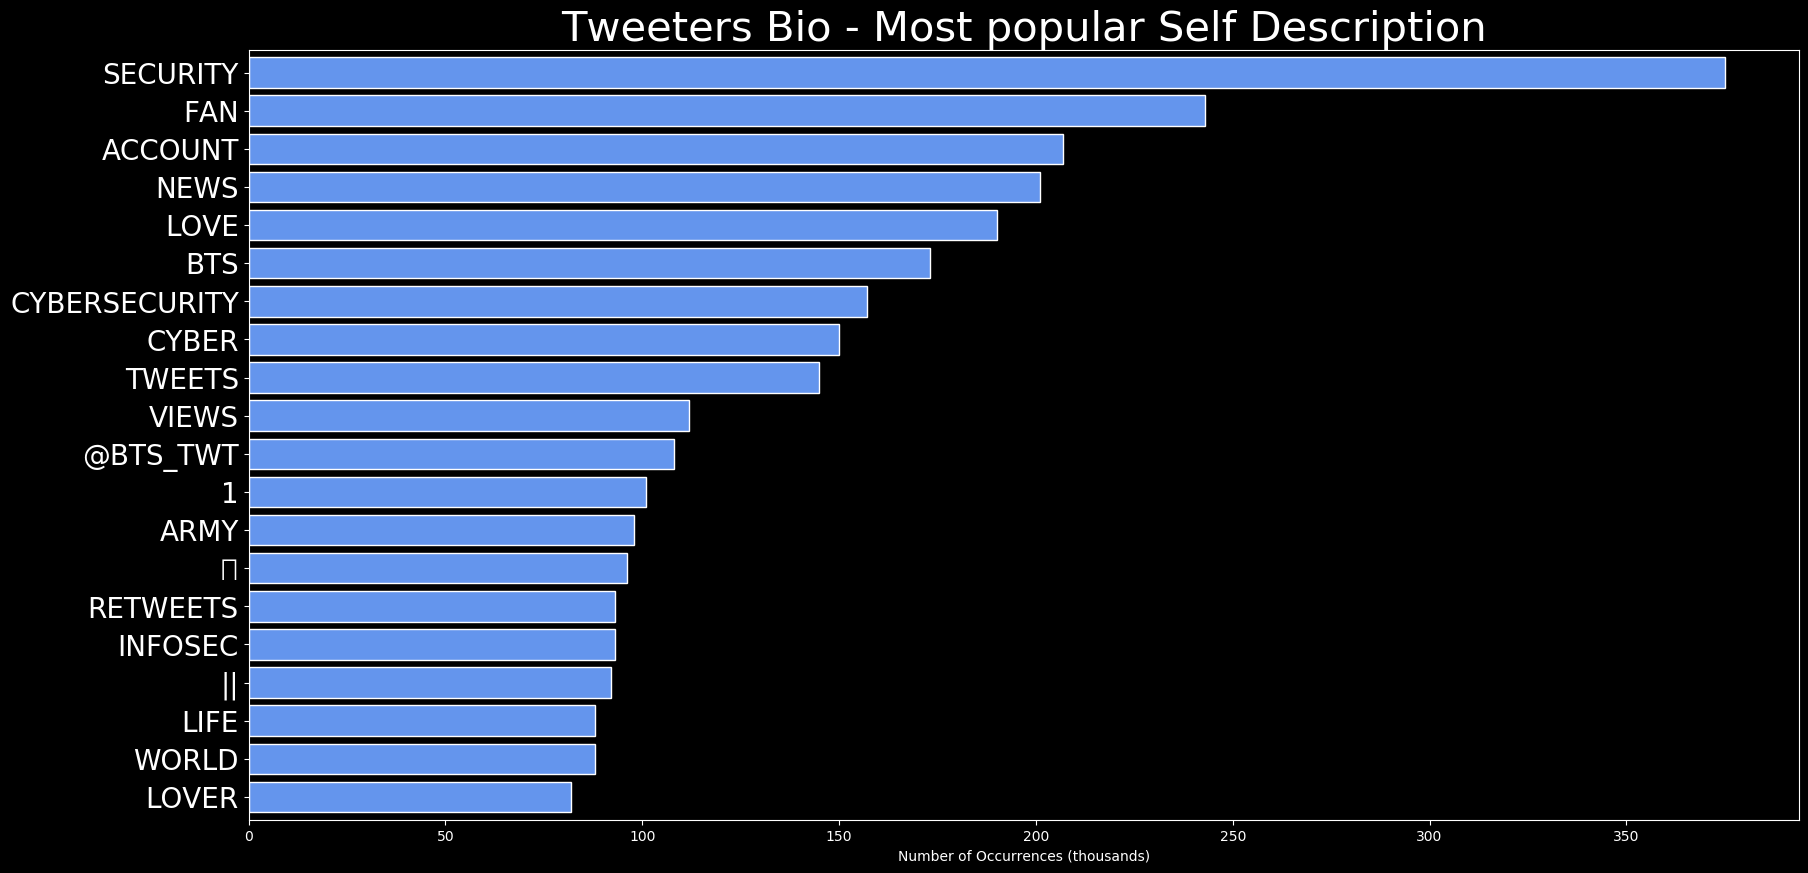 Tweeters Bio - Most popular Self Description
SECURITY
FAN
ACCOUNT
NEWS
LOVE
BTS
CYBERSECURITY
CYBER
TWEETS
VIEWS
@BTS_TWT
1
ARMY
RETWEETS
INFOSEC
||
LIFE
WORLD
LOVER
0 50 100 150 200 250 300 350
Number of Occurrences (thousands)